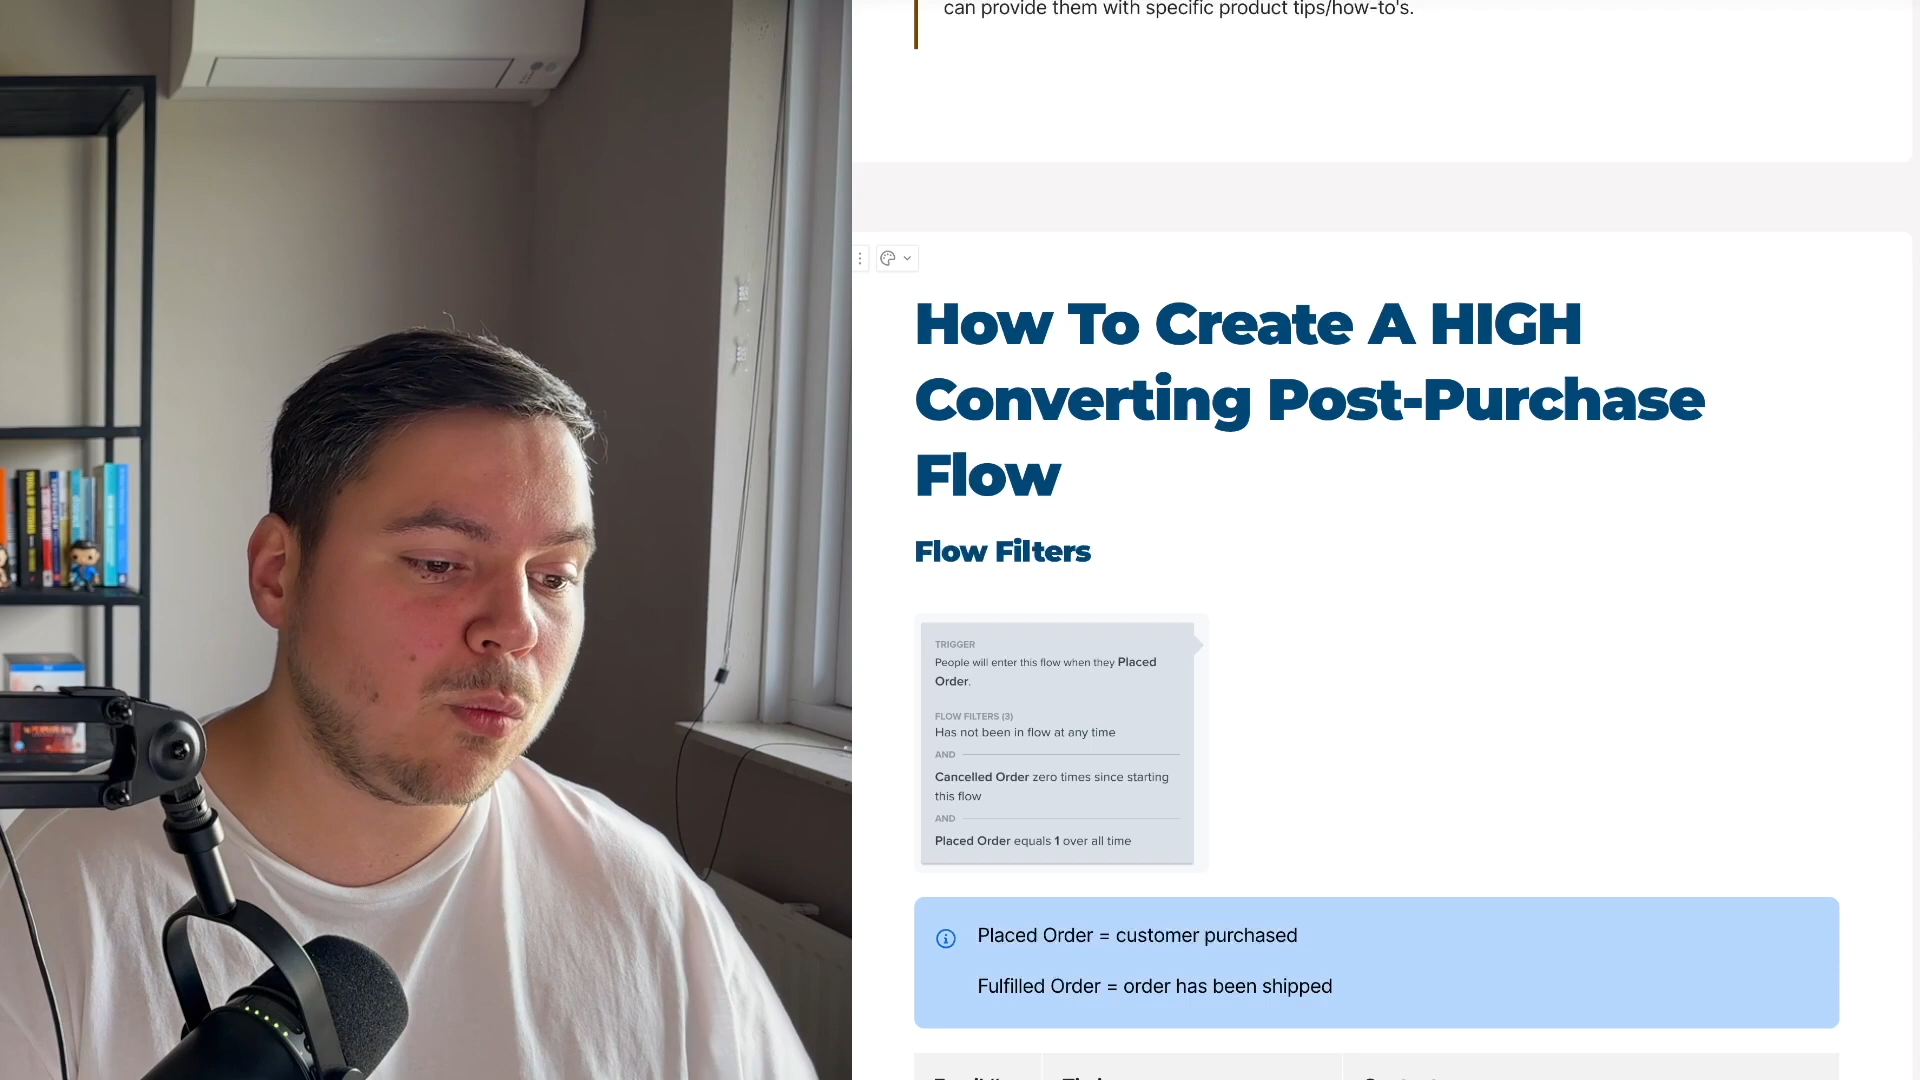 can provide them with specific product tips/how-to's.
How To Create A HIGH
Converting Post-Purchase
Flow
Flow Filters
TRIGGER
People will enter this flow when they Placed
Order.
FLOW FILTERS (3)
Has not been in flow at any time
AND
Cancelled Order zero times since starting
this flow
AND
Placed Order equals 1 over all time
Placed Order = customer purchased
Fulfilled Order = order has been shipped